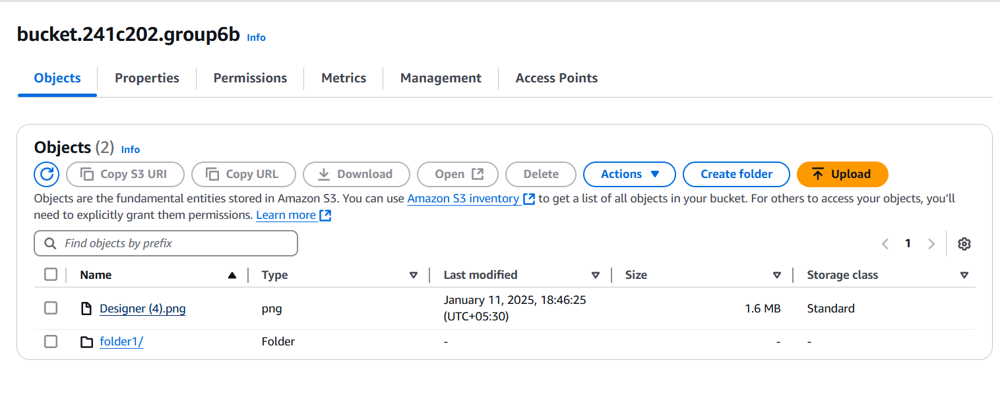 bucket.241c202.group6b Info
Objects Properties Permissions Metrics Management Access Points
Objects (2) Info
Copy S3 URI Copy URL Download Open Delete Actions Create folder Upload
Objects are the fundamental entities stored in Amazon S3. You can use Amazon S3 inventory to get a list of all objects in your bucket. For others to access your objects, you’ll
need to explicitly grant them permissions. Learn more
Find objects by prefix 1
Name Type Last modified Size Storage class
Designer (4).png png January 11, 2025, 18:46:25 1.6 MB Standard
(UTC+05:30)
folder1/ Folder - - -